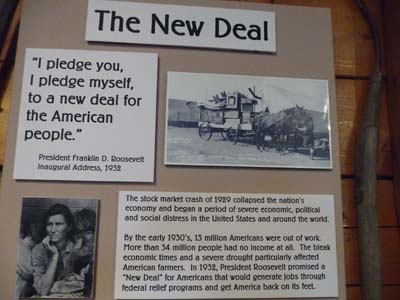 The New Deal
"I pledge you,
I pledge myself,
to a new deal for
the American
people."
President Franklin D. Roosevelt
Inaugural Address, 1932
The stock market crash of 1929 collapsed the nation's
economy and began a period of severe economic, political
and social distress in the United States and around the world.
By the early 1930's, 13 million Americans were out of work.
More than 34 million people had no income at all. The bleak
economic times and a severe drought particularly affected
American farmers. In 1932, President Roosevelt promised a
"New Deal" for Americans that would generate jobs through
federal relief programs and get America back on its feet.